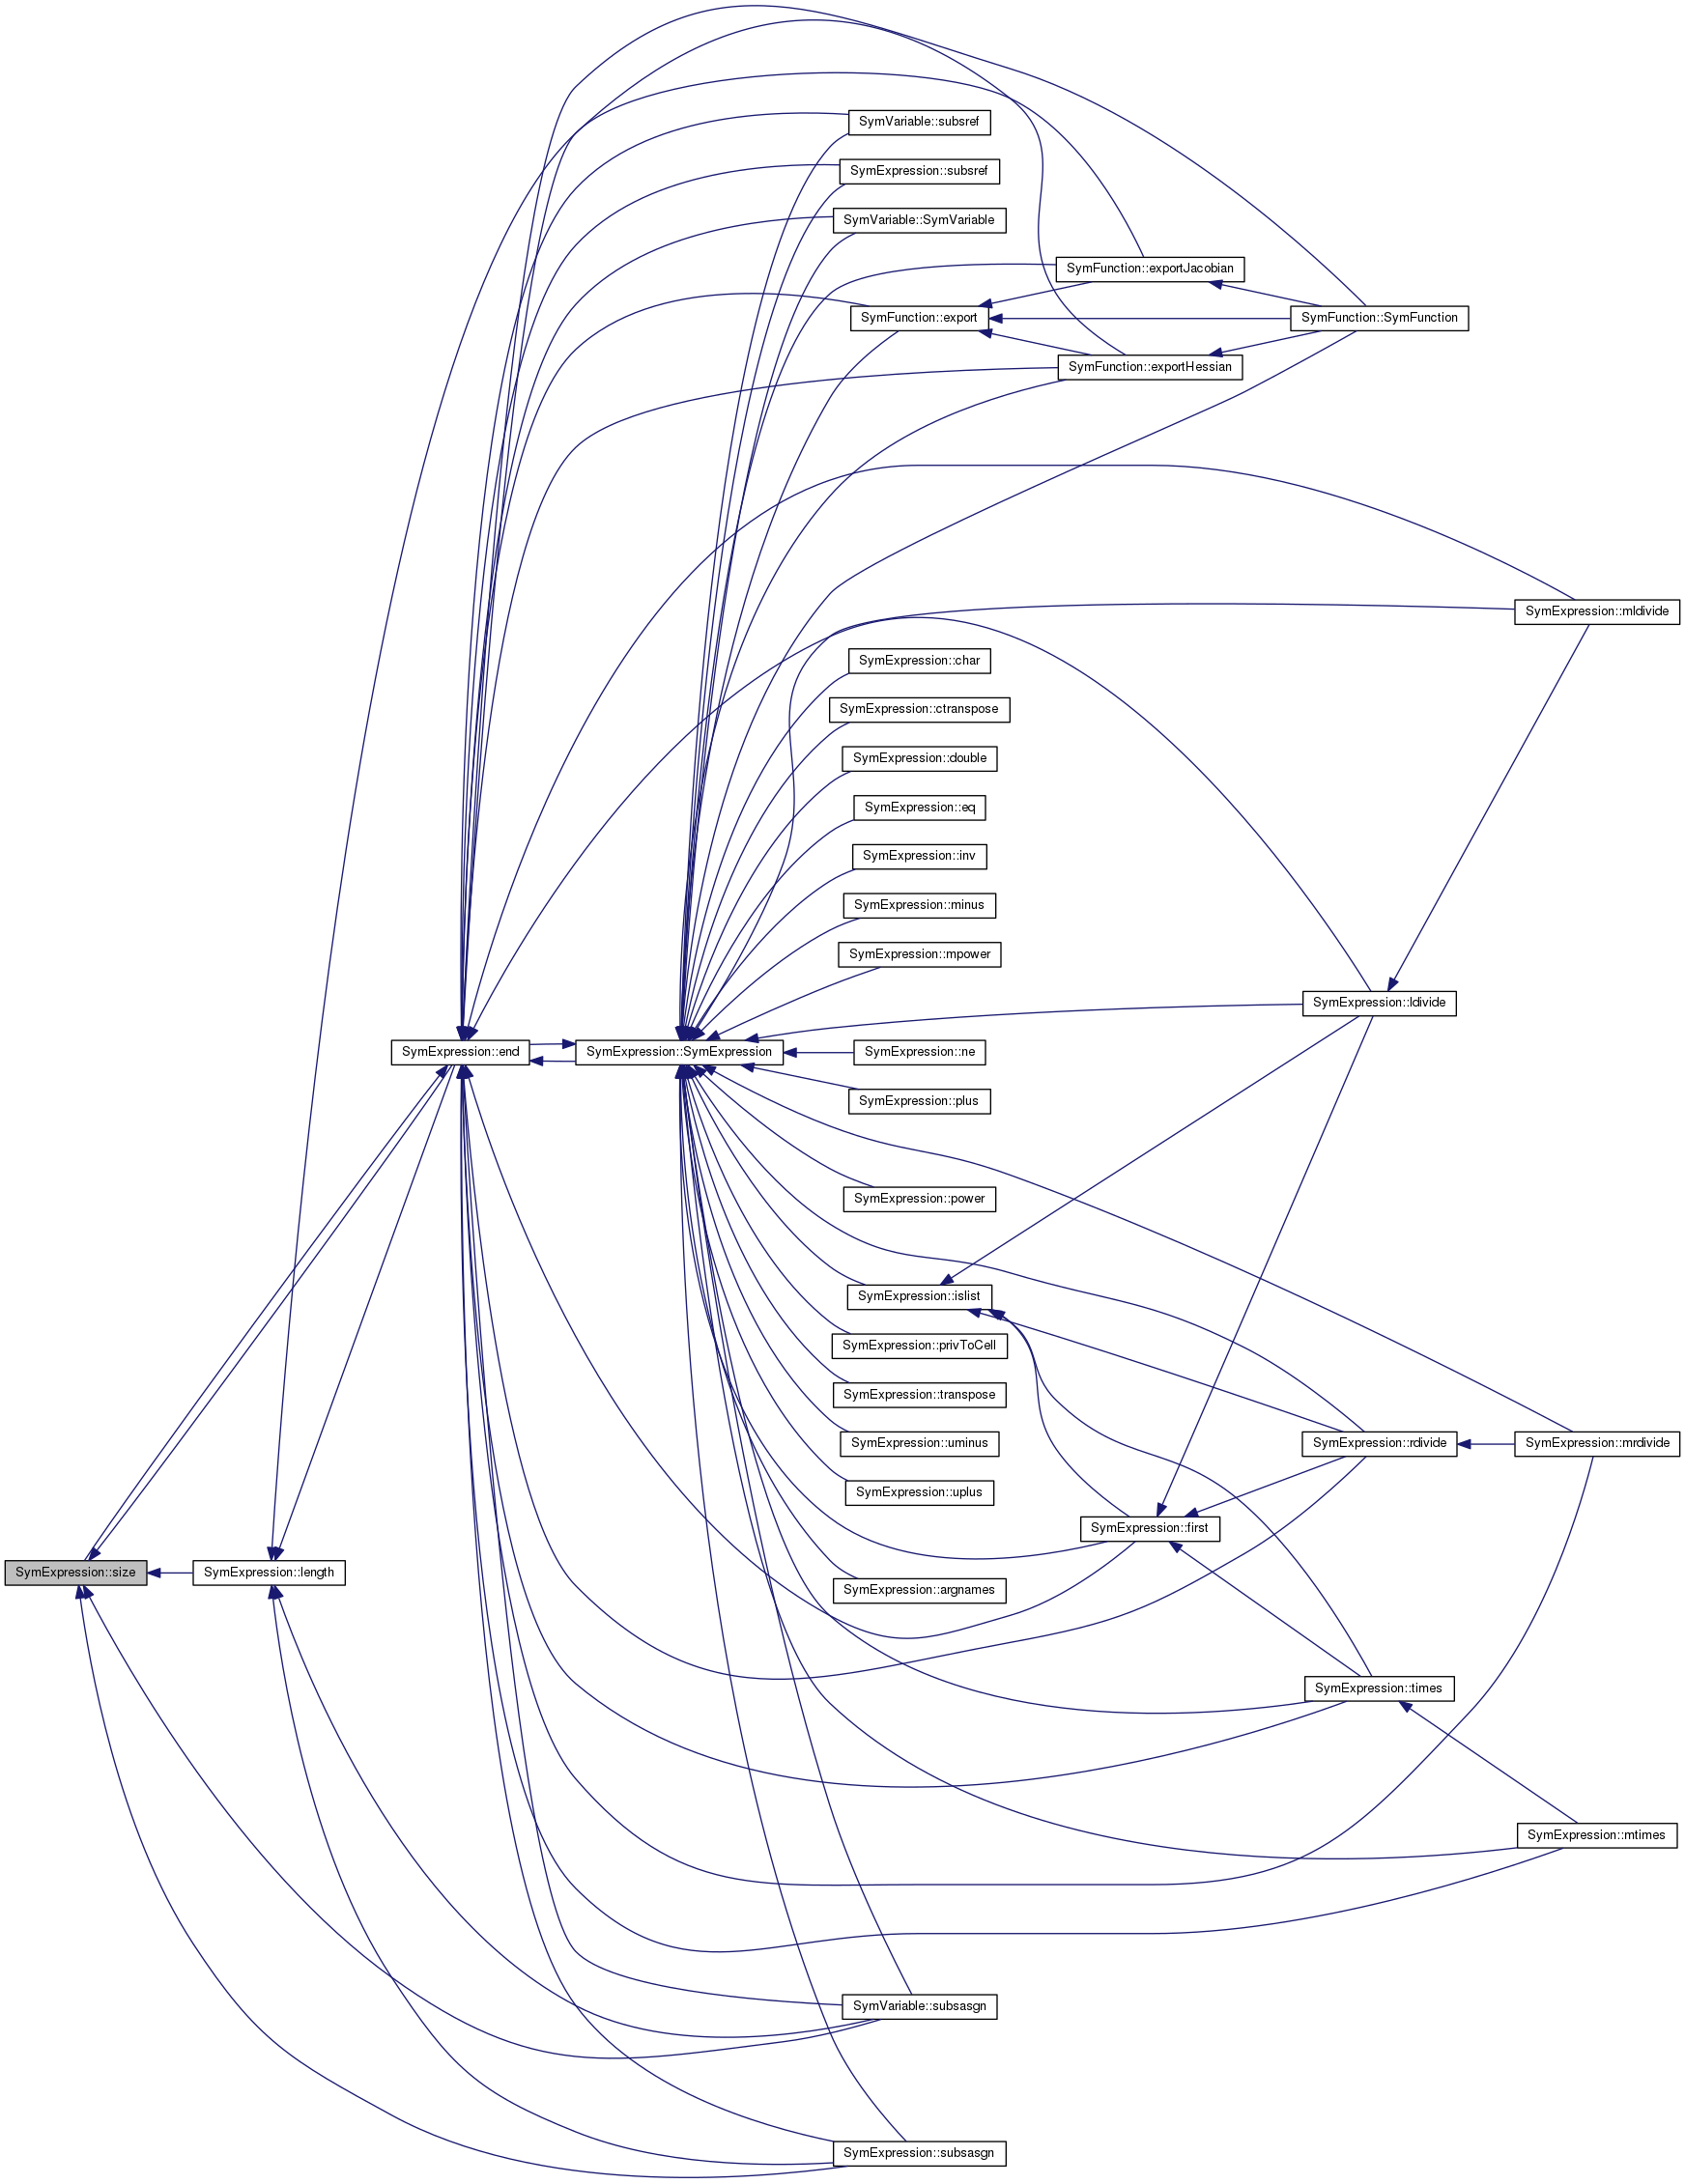 SymVariable::subsref
SymExpression::subsref
SymVariable::SymVariable
SymFunction::exportJacobian
SymFunction::export
SymFunction::SymFunction
SymFunction::exportHessian
SymExpression::mldivide
SymExpression::char
SymExpression::ctranspose
SymExpression::double
SymExpression::eq
SymExpression::inv
SymExpression::minus
SymExpression::mpower
SymExpression::ldivide
SymExpression::end
SymExpression::SymExpression
SymExpression::ne
SymExpression::plus
SymExpression::power
SymExpression::islist
SymExpression::privToCell
SymExpression::transpose
SymExpression::uminus
SymExpression::rdivide
SymExpression::mrdivide
SymExpression::uplus
SymExpression::first
SymExpression::size
SymExpression::length
SymExpression::argnames
SymExpression::times
SymExpression::mtimes
SymVariable::subsasgn
SymExpression::subsasgn